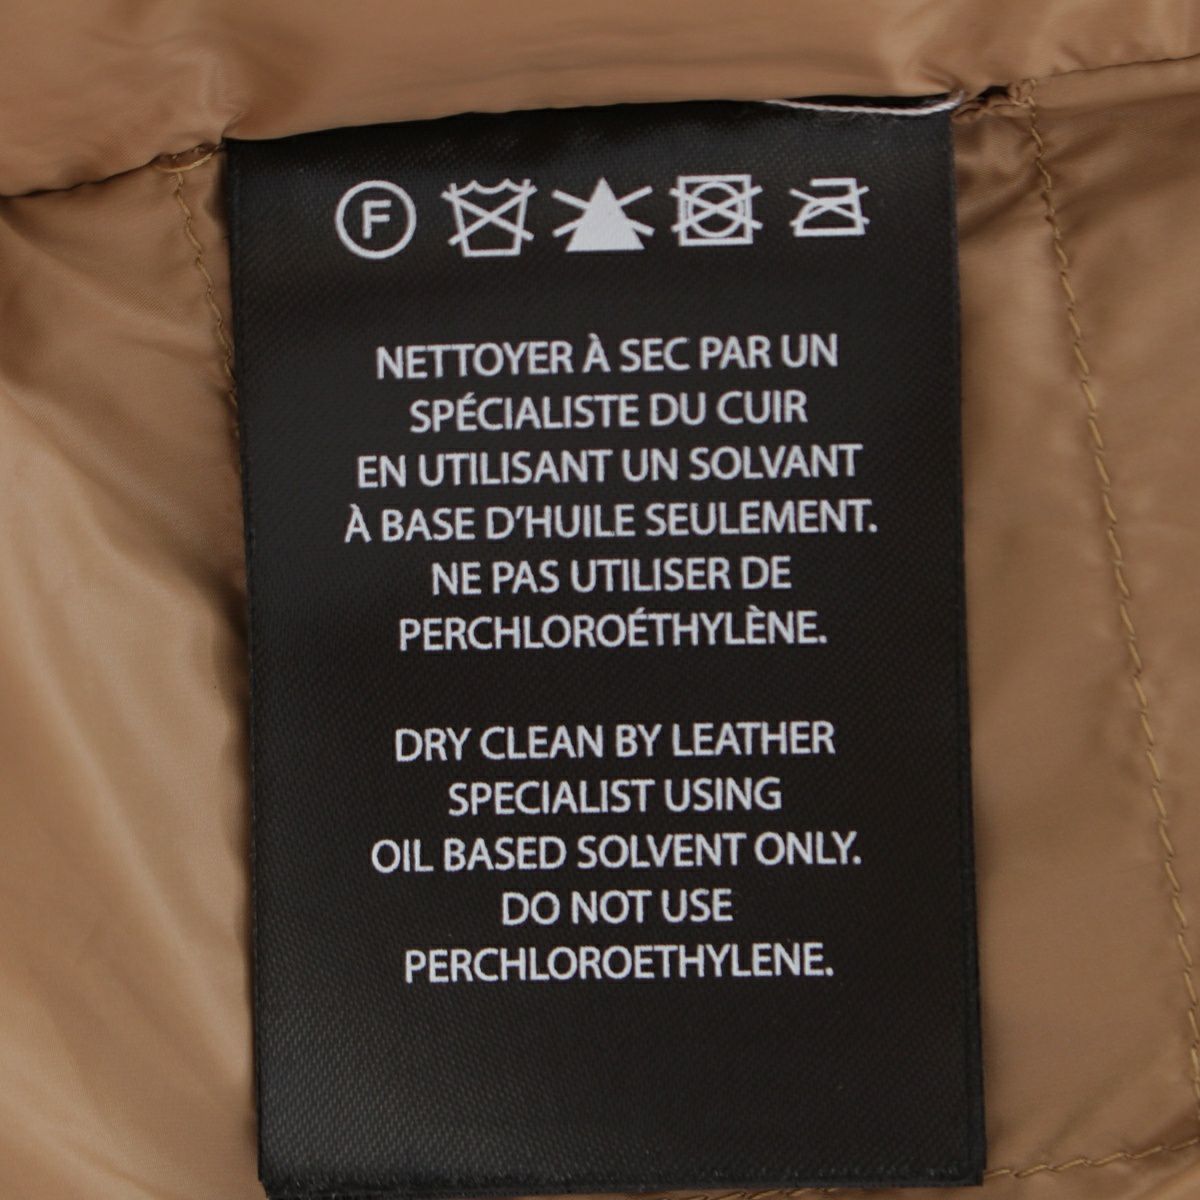 F
NETTOYER À SEC PAR UN
SPÉCIALISTE DU CUIR
EN UTILISANT UN SOLVANT
À BASE D'HUILE SEULEMENT.
NE PAS UTILISER DE
PERCHLOROÉTHYLÈNE.
DRY CLEAN BY LEATHER
SPECIALIST USING
OIL BASED SOLVENT ONLY.
DO NOT USE
PERCHLOROETHYLENE.